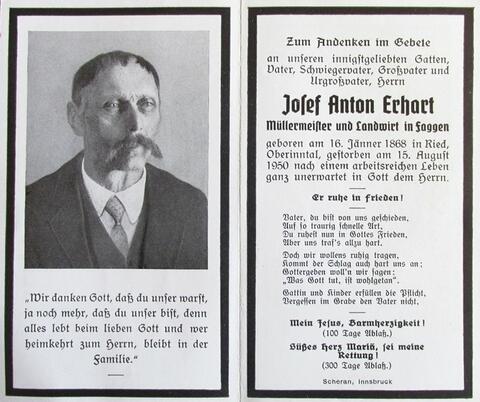 „Wir danken Gott, daß du unser warst,
ja noch mehr, daß du unser bist, denn
alles lebt beim lieben Gott und wer
heimkehrt zum Herrn, bleibt in der
Familie.“
Zum Andenken im Gebete
an unseren innigstgeliebten Gatten,
Vater, Schwiegervater, Großvater und
Urgroßvater, Herrn
Josef Anton Erhart
Müllermeister und Landwirt in Faggen
geboren am 16. Jänner 1868 in Ried,
Oberinntal, gestorben am 15. August
1950 nach einem arbeitsreichen Leben
ganz unerwartet in Gott dem Herrn.
Er ruhe in Frieden!
Vater, du bist von uns geschieden,
Auf so traurig schnelle Art,
Du ruhest nun in Gottes Frieden,
Aber uns traf's allzu hart.
Doch wir wollens ruhig tragen,
Kommt der Schlag auch hart uns an;
Gottergeben woll'n wir sagen:
„Was Gott tut, ist wohlgetan“.
Gattin und Kinder erfüllen die Pflicht,
Vergessen im Grabe den Vater nicht.
Mein Jesus, Barmherzigkeit!
(100 Tage Ablaß.)
Süßes Herz Mariä, sei meine
Rettung!
(300 Tage Ablaß.)
Scheran, Innsbruck